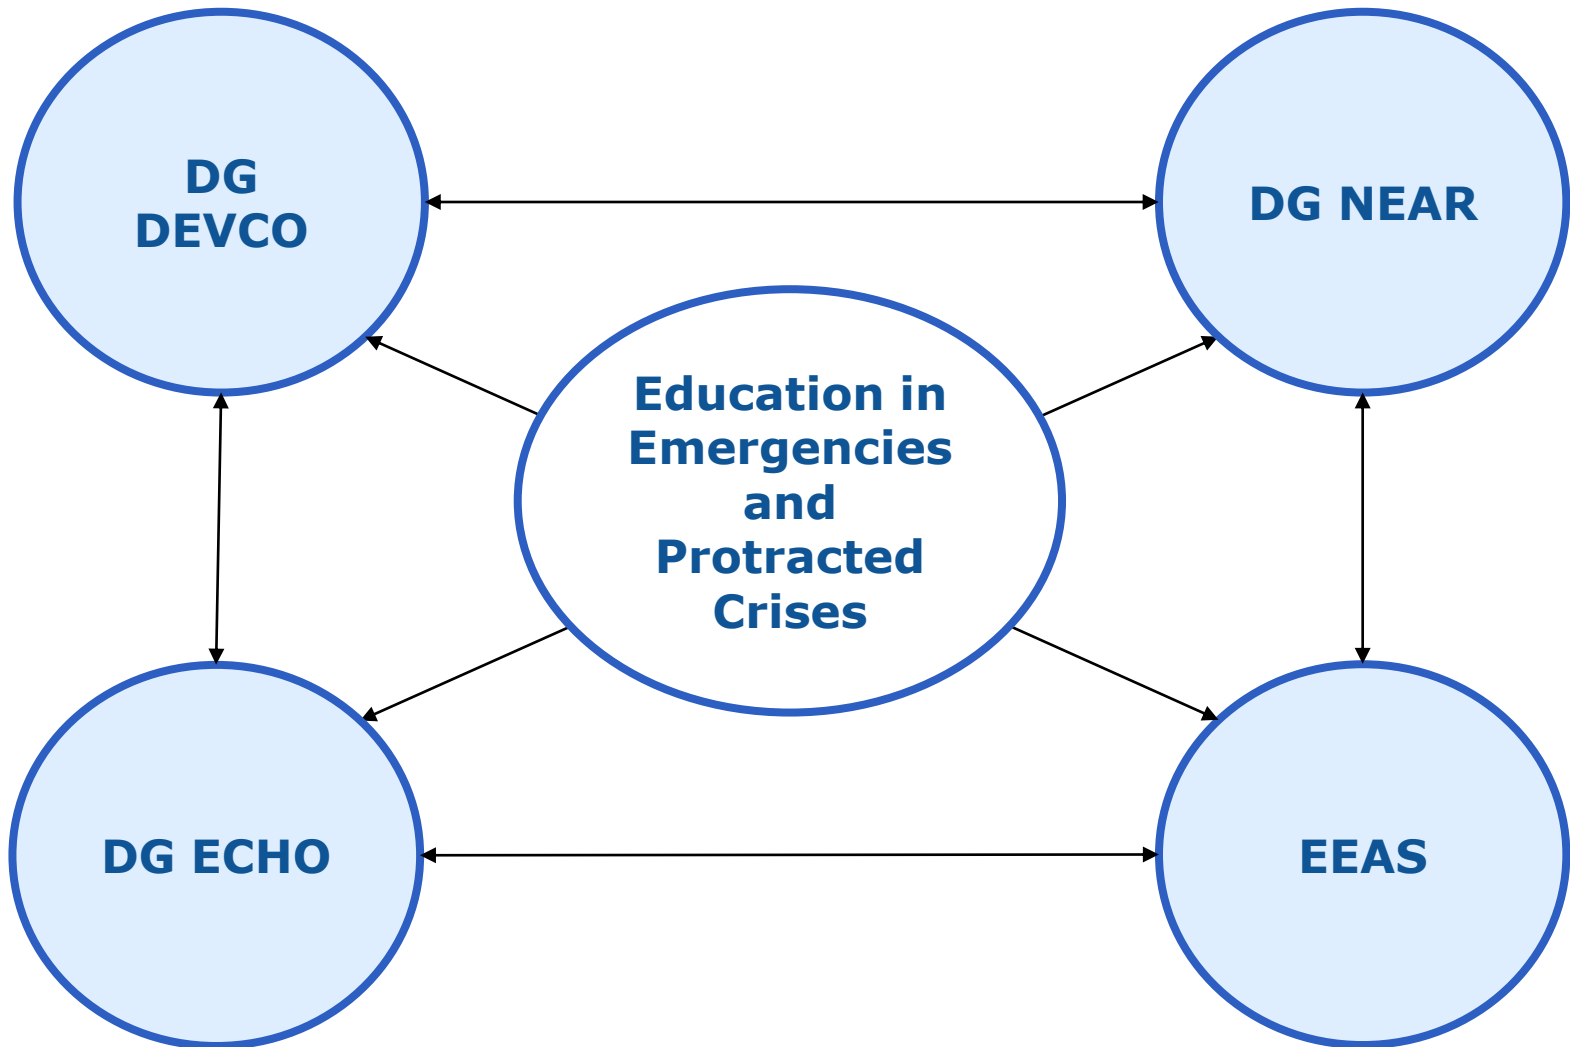 DG
DEVCO
DG NEAR
Education in
Emergencies
and
Protracted
Crises
DG ECHO
EEAS